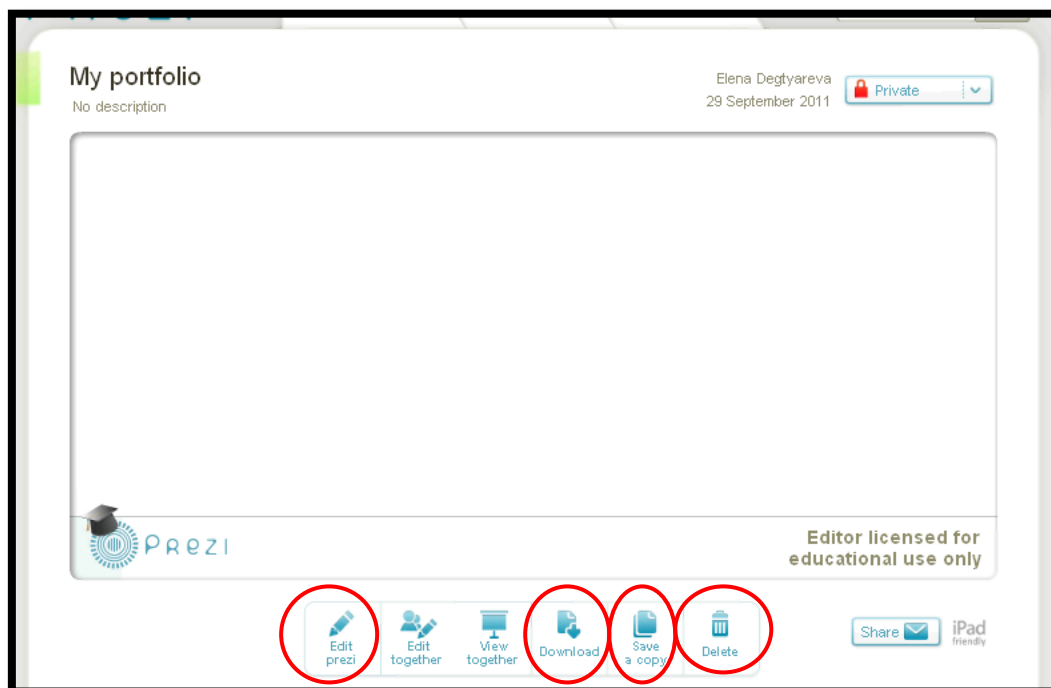 My portfolio
No description
Elena Degtyareva
29 September 2011
Private
PREZI
Editor licensed for
educational use only
Edit
prezi
Edit
together
View
together
Download
Save
a copy
Delete
Share
iPad
friendly